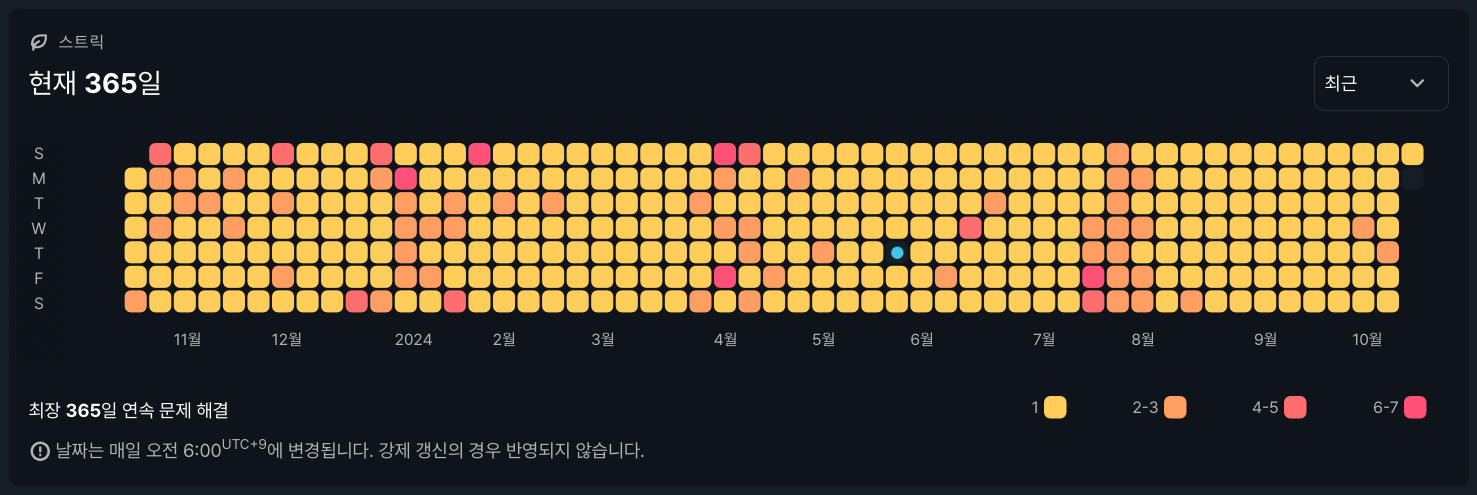 스트릭
현재 365일
최근
S
M
T
W
T
F
S
11월 12월 2024 2월 3월 4월 5월 6월 7월 8월 9월 10월
최장 365일 연속 문제 해결
1 2-3 4-5 6-7
날짜는 매일 오전 6:00UTC+9에 변경됩니다. 강제 갱신의 경우 반영되지 않습니다.